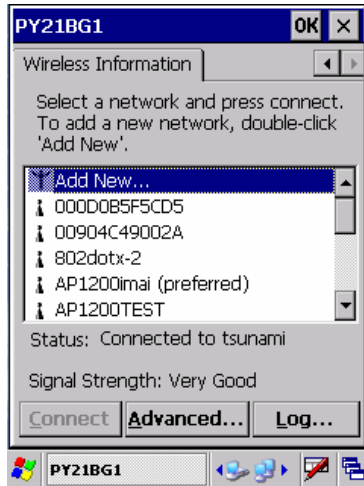 PY21BG1 OK ×
Wireless Information
Select a network and press connect.
To add a new network, double-click
'Add New'.
Add New...
000D0B5F5CD5
00904C49002A
802dotx-2
AP1200imai (preferred)
AP1200TEST
Status: Connected to tsunami
Signal Strength: Very Good
Connect Advanced... Log...
PY21BG1